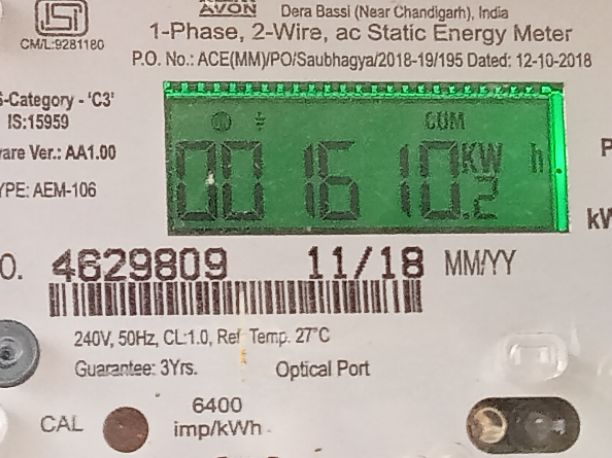 AVON Dera Bassi (Near Chandigarh), India
ISI
CM/L:9281180
1-Phase, 2-Wire, ac Static Energy Meter
P.O. No.: ACE(MM)/PO/Saubhagya/2018-19/195 Dated: 12-10-2018
-Category - 'C3'
IS:15959
are Ver.: AA1.00
YPE: AEM-106
CUM
001610.2 KW h
O. 4629809 11/18 MM/YY
240V, 50Hz, CL:1.0, Ref Temp. 27°C
Guarantee: 3Yrs. Optical Port
CAL
6400
imp/kWh